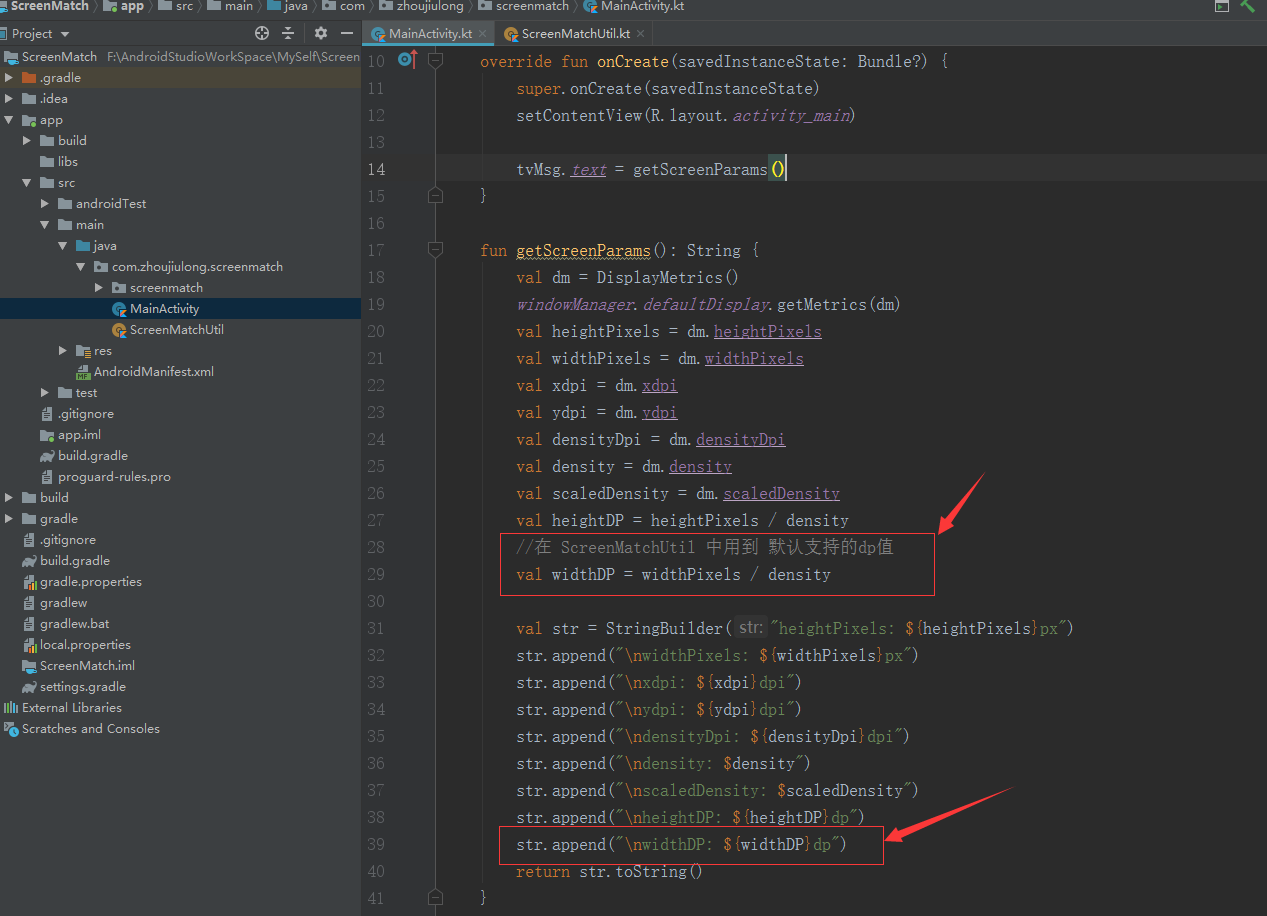 ScreenMatch app src main java com zhoujiulong screenmatch MainActivity.kt
Project
MainActivity.kt ScreenMatchUtil.kt
ScreenMatch F:\AndroidStudioWorkSpace\MySelf\Screen
.gradle
.idea
app
build
libs
src
androidTest
main
java
com.zhoujiulong.screenmatch
screenmatch
MainActivity
ScreenMatchUtil
res
AndroidManifest.xml
test
.gitignore
app.iml
build.gradle
proguard-rules.pro
build
gradle
.gitignore
build.gradle
gradle.properties
gradlew
gradlew.bat
local.properties
ScreenMatch.iml
settings.gradle
External Libraries
Scratches and Consoles
10 override fun onCreate(savedInstanceState: Bundle?) {
11 super.onCreate(savedInstanceState)
12 setContentView(R.layout.activity_main)
13
14 tvMsg.text = getScreenParams()
15 }
16
17 fun getScreenParams(): String {
18 val dm = DisplayMetrics()
19 windowManager.defaultDisplay.getMetrics(dm)
20 val heightPixels = dm.heightPixels
21 val widthPixels = dm.widthPixels
22 val xdpi = dm.xdpi
23 val ydpi = dm.ydpi
24 val densityDpi = dm.densityDpi
25 val density = dm.density
26 val scaledDensity = dm.scaledDensity
27 val heightDP = heightPixels / density
28 //在 ScreenMatchUtil 中用到 默认支持的dp值
29 val widthDP = widthPixels / density
30
31 val str = StringBuilder( str: "heightPixels: ${heightPixels}px")
32 str.append("\nwidthPixels: ${widthPixels}px")
33 str.append("\nxdpi: ${xdpi}dpi")
34 str.append("\nydpi: ${ydpi}dpi")
35 str.append("\ndensityDpi: ${densityDpi}dpi")
36 str.append("\ndensity: $density")
37 str.append("\nscaledDensity: $scaledDensity")
38 str.append("\nheightDP: ${heightDP}dp")
39 str.append("\nwidthDP: ${widthDP}dp")
40 return str.toString()
41 }